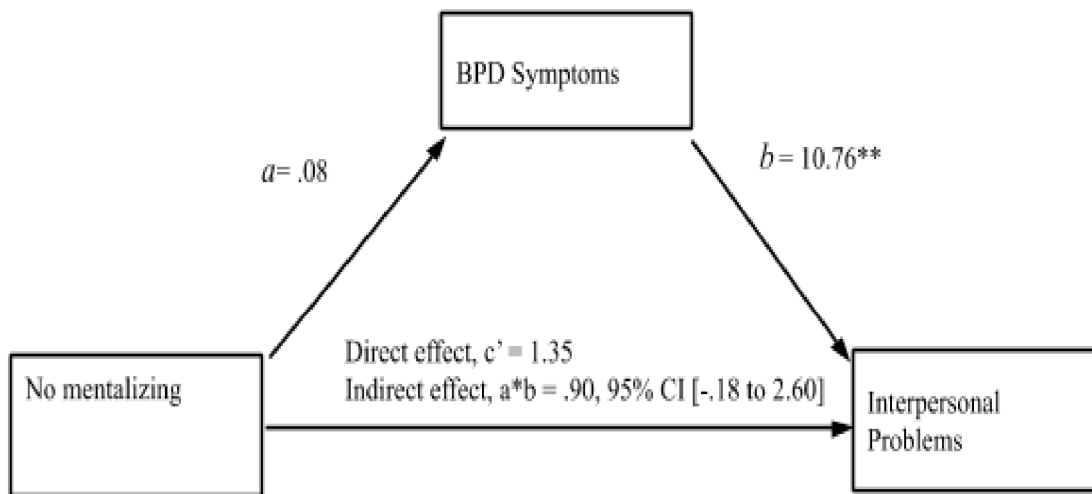 BPD Symptoms
a= .08
b = 10.76**
Direct effect, c’ = 1.35
Indirect effect, a*b = .90, 95% CI [-.18 to 2.60]
No mentalizing
Interpersonal
Problems